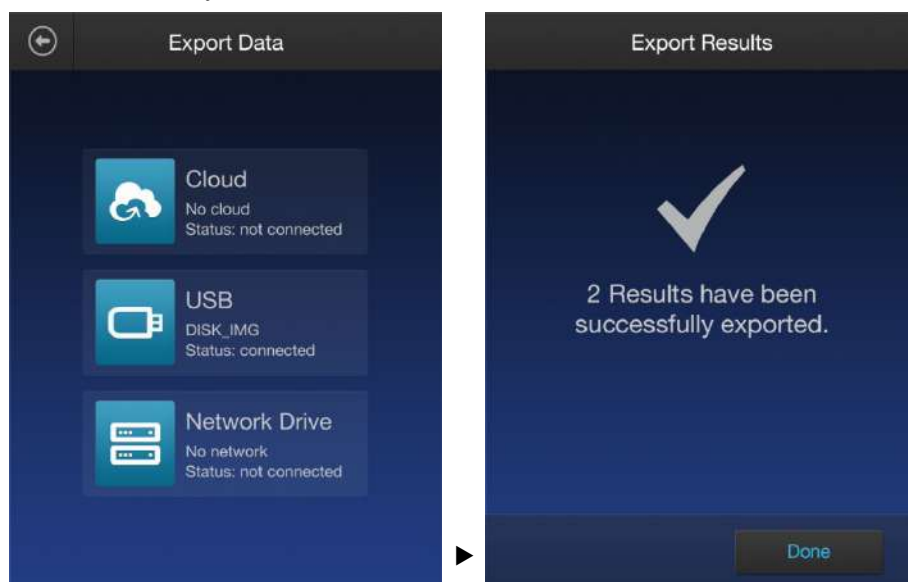 Export Data
Cloud
No cloud
Status: not connected
USB
DISK_IMG
Status: connected
Network Drive
No network
Status: not connected
Export Results
2 Results have been
successfully exported.
Done